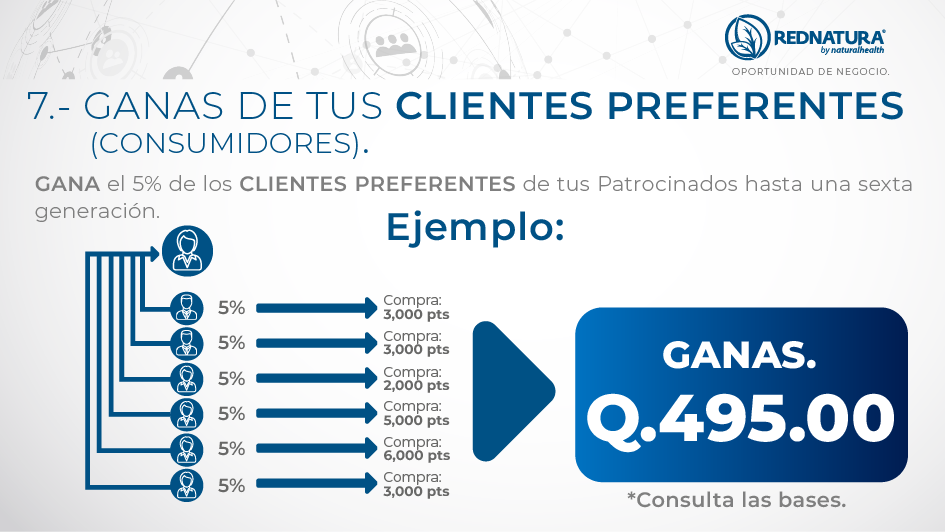 REDNATURA®
by naturalhealth
OPORTUNIDAD DE NEGOCIO.
7.- GANAS DE TUS CLIENTES PREFERENTES
(CONSUMIDORES).
GANA el 5% de los CLIENTES PREFERENTES de tus Patrocinados hasta una sexta
generación.
Ejemplo:
5% Compra:
3,000 pts
5% Compra:
3,000 pts
5% Compra:
2,000 pts
5% Compra:
5,000 pts
5% Compra:
6,000 pts
5% Compra:
3,000 pts
GANAS.
Q.495.00
*Consulta las bases.